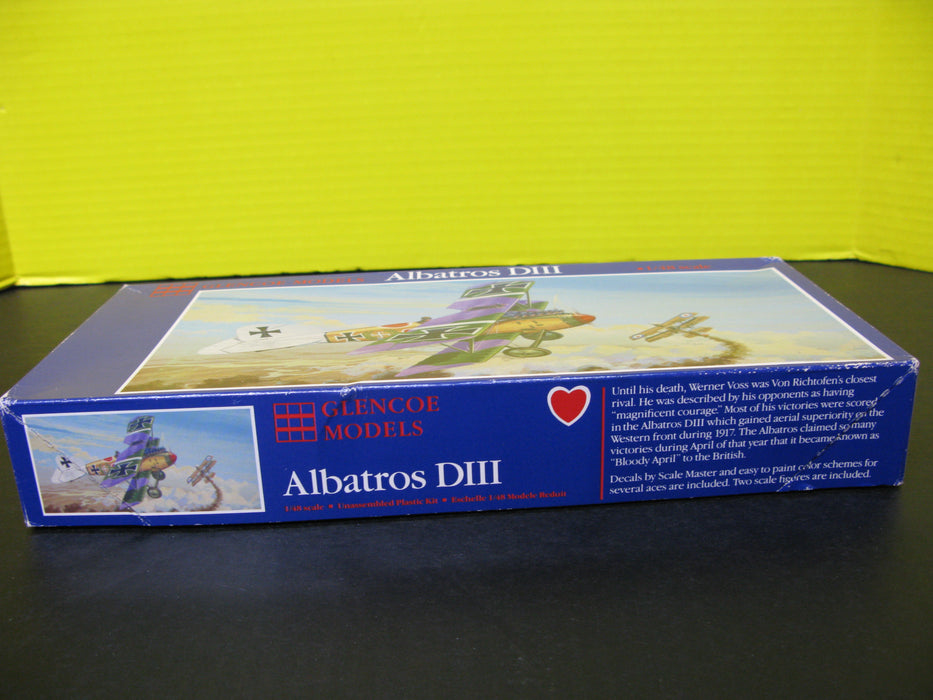 GLENCOE MODELS
Albatros DIII
GLENCOE
MODELS
Albatros DIII
1/48 scale • Unassembled Plastic Kit • Eschelle 1/48 Modele Reduit
Until his death, Werner Voss was Von Richtofen's closest
rival. He was described by his opponents as having
"magnificent courage." Most of his victories were scored
in the Albatros DIII which gained aerial superiority on the
Western front during 1917. The Albatros claimed so many
victories during April of that year that it became known as
"Bloody April" to the British.
Decals by Scale Master and easy to paint color schemes for
several aces are included. Two scale figures are included.